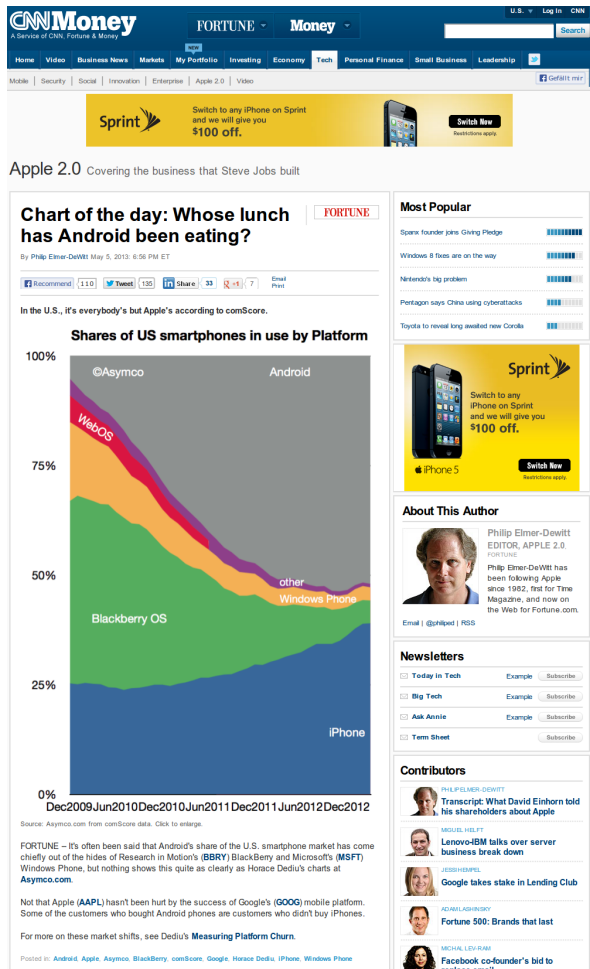 CNNMoney
A Service of CNN, Fortune & Money
FORTUNE
Money
U.S.
Log In
CNN
Search
NEW
Home
Video
Business News
Markets
My Portfolio
Investing
Economy
Tech
Personal Finance
Small Business
Leadership
Mobile
Security
Social
Innovation
Enterprise
Apple 2.0
Video
Gefällt mir
Sprint
Switch to any iPhone on Sprint
and we will give you
$100 off.
Switch Now
Restrictions apply.
Apple 2.0 Covering the business that Steve Jobs built
Chart of the day: Whose lunch
has Android been eating?
FORTUNE
By Philip Elmer-DeWitt May 5, 2013: 6:56 PM ET
Recommend 110
Tweet 135
Share 33
+1 7
Email
Print
In the U.S., it's everybody's but Apple's according to comScore.
Shares of US smartphones in use by Platform
100%
©Asymco
Android
WebOS
75%
50%
other
Windows Phone
Blackberry OS
25%
iPhone
0%
Dec2009 Jun2010 Dec2010 Jun2011 Dec2011 Jun2012 Dec2012
Source: Asymco.com from comScore data. Click to enlarge.
FORTUNE – It's often been said that Android's share of the U.S. smartphone market has come
chiefly out of the hides of Research in Motion's (BBRY) BlackBerry and Microsoft's (MSFT)
Windows Phone, but nothing shows this quite as clearly as Horace Dediu's charts at
Asymco.com.
Not that Apple (AAPL) hasn't been hurt by the success of Google's (GOOG) mobile platform.
Some of the customers who bought Android phones are customers who didn't buy iPhones.
For more on these market shifts, see Dediu's Measuring Platform Churn.
Posted in: Android, Apple, Asymco, BlackBerry, comScore, Google, Horace Dediu, iPhone, Windows Phone
Most Popular
Spanx founder joins Giving Pledge
Windows 8 fixes are on the way
Nintendo's big problem
Pentagon says China using cyberattacks
Toyota to reveal long awaited new Corolla
Sprint
Switch to any
iPhone on Sprint
and we will give you
$100 off.
iPhone 5
Switch Now
Restrictions apply.
About This Author
Philip Elmer-Dewitt
EDITOR, APPLE 2.0,
FORTUNE
Philip Elmer-DeWitt has
been following Apple
since 1982, first for Time
Magazine, and now on
the Web for Fortune.com.
Email | @philiped | RSS
Newsletters
Today in Tech Example Subscribe
Big Tech Example Subscribe
Ask Annie Example Subscribe
Term Sheet Subscribe
Contributors
PHILIP ELMER-DEWITT
Transcript: What David Einhorn told
his shareholders about Apple
MIGUEL HELFT
Lenovo-IBM talks over server
business break down
JESSI HEMPEL
Google takes stake in Lending Club
ADAM LASHINSKY
Fortune 500: Brands that last
MICHAL LEV-RAM
Facebook co-founder's bid to